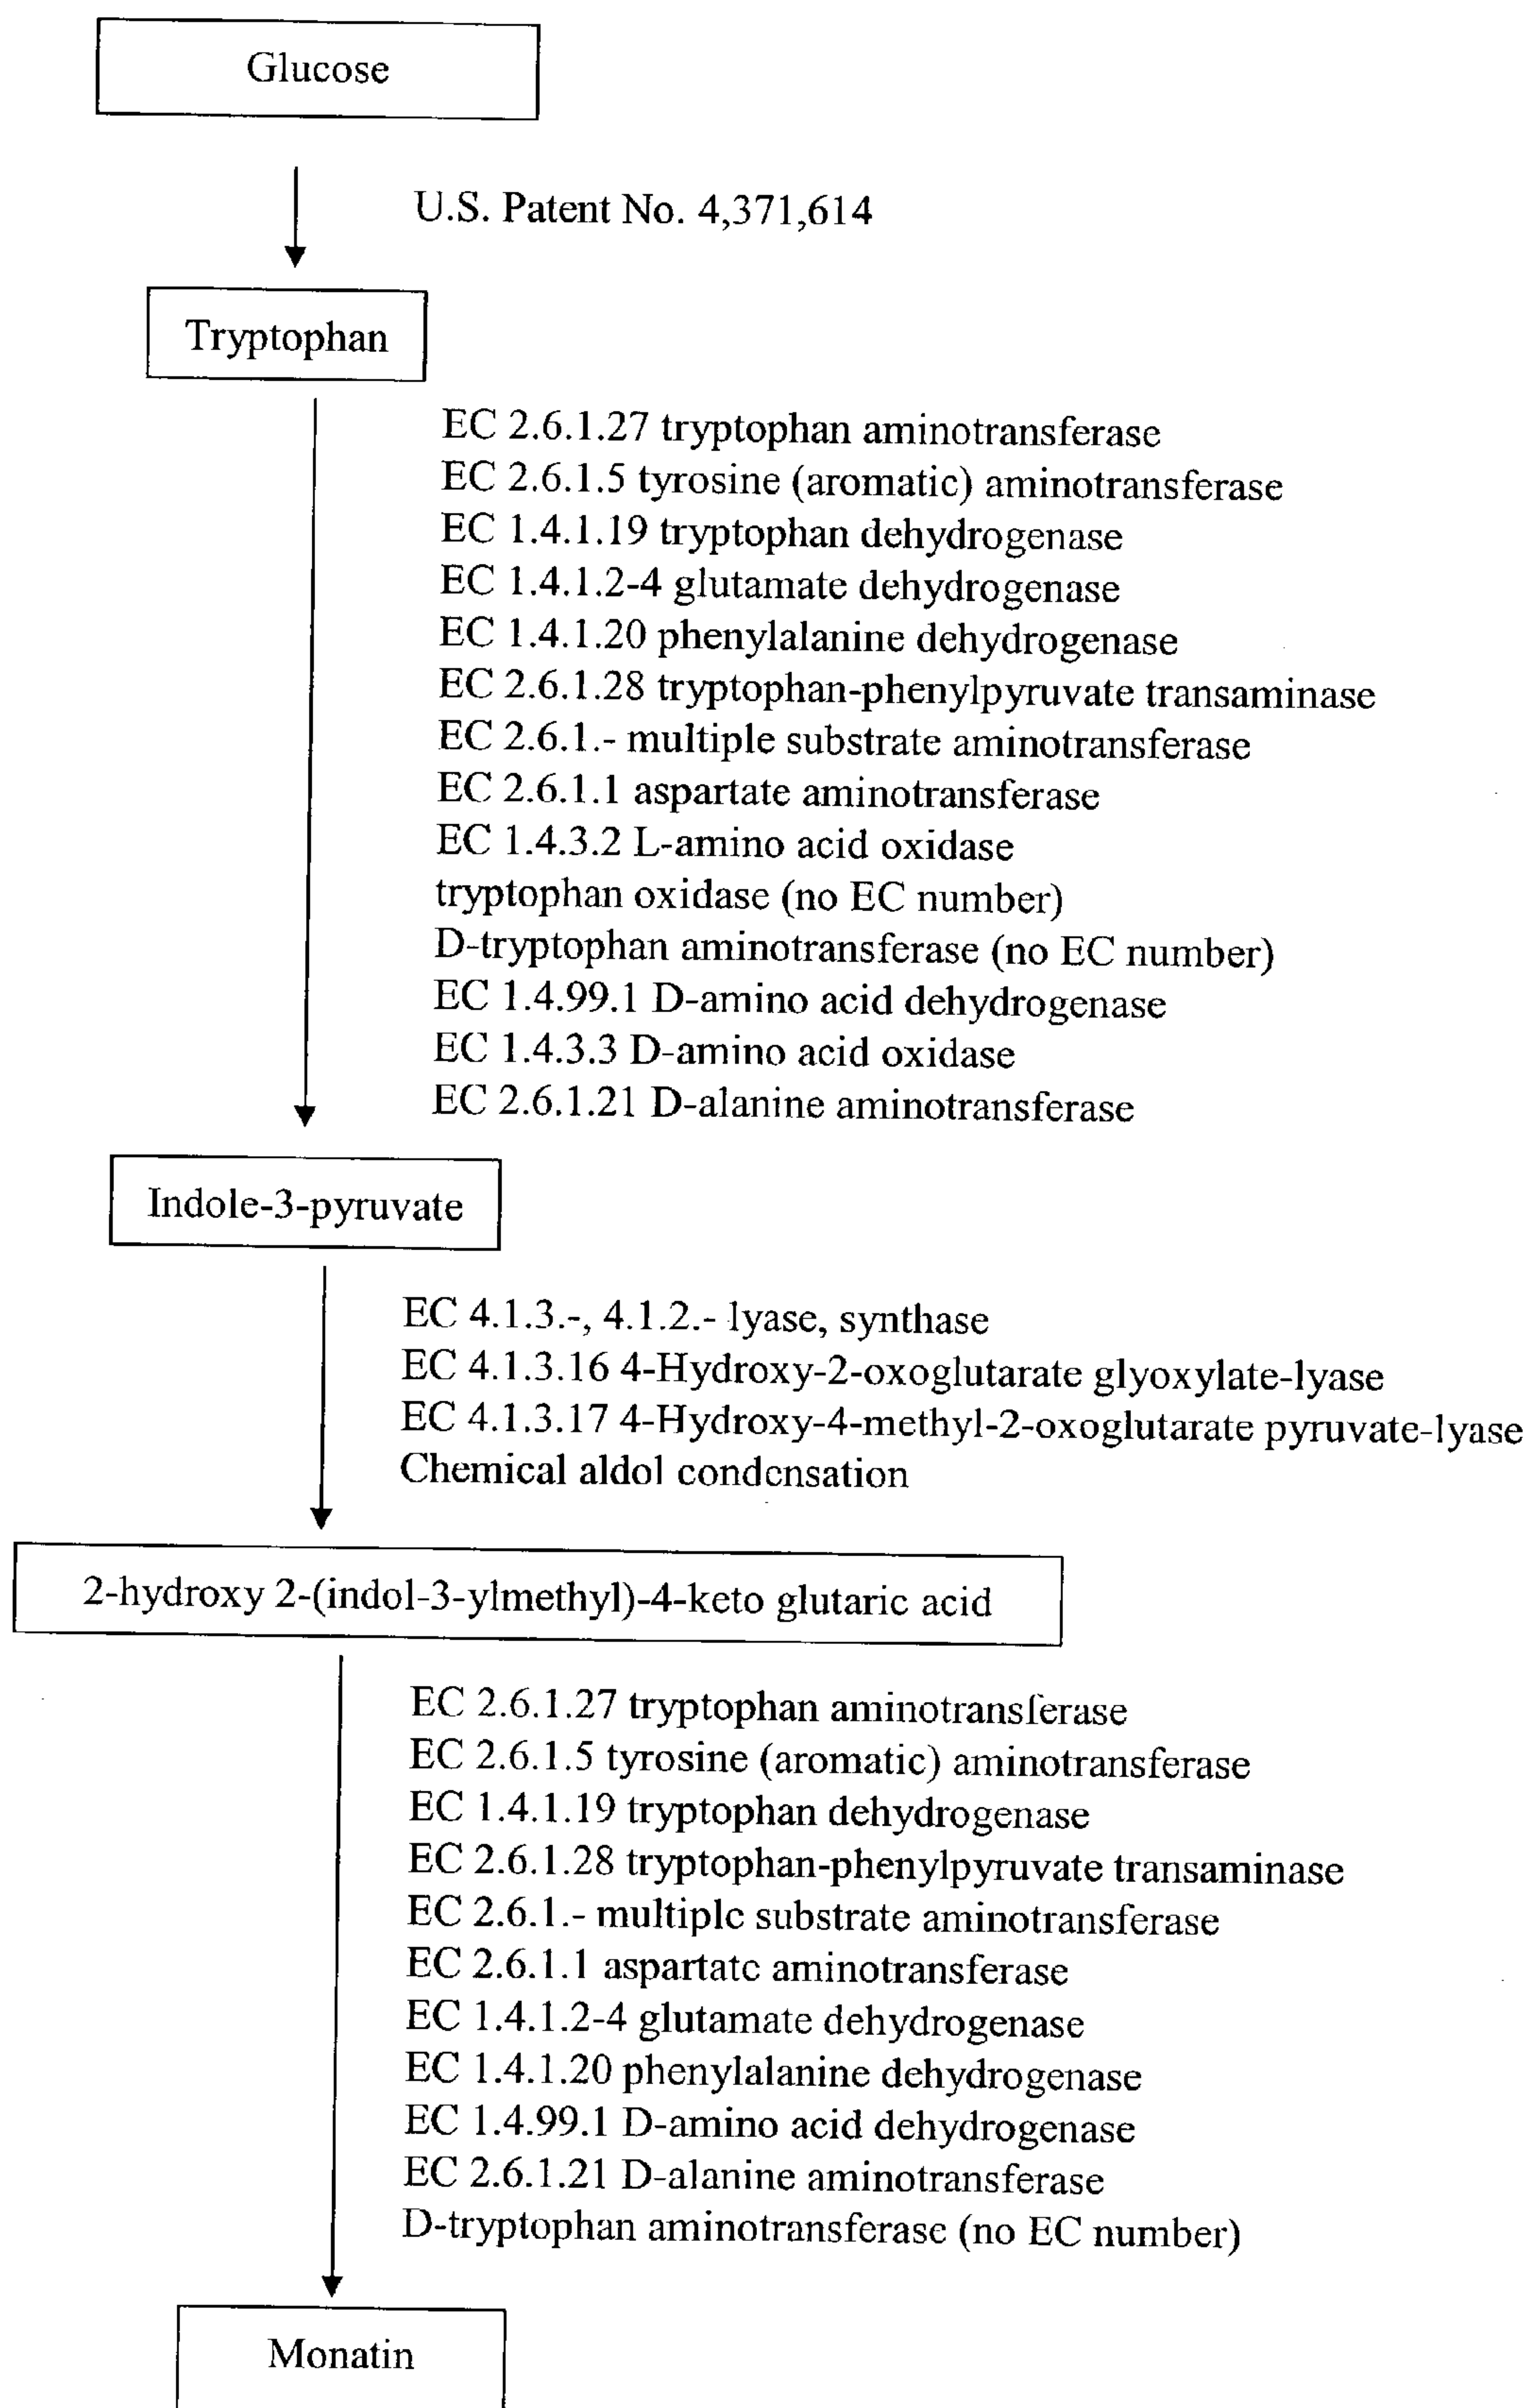 Glucose
U.S. Patent No. 4,371,614
Tryptophan
EC 2.6.1.27 tryptophan aminotransferase
EC 2.6.1.5 tyrosine (aromatic) aminotransferase
EC 1.4.1.19 tryptophan dehydrogenase
EC 1.4.1.2-4 glutamate dehydrogenase
EC 1.4.1.20 phenylalanine dehydrogenase
EC 2.6.1.28 tryptophan-phenylpyruvate transaminase
EC 2.6.1.- multiple substrate aminotransferase
EC 2.6.1.1 aspartate aminotransferase
EC 1.4.3.2 L-amino acid oxidase
tryptophan oxidase (no EC number)
D-tryptophan aminotransferase (no EC number)
EC 1.4.99.1 D-amino acid dehydrogenase
EC 1.4.3.3 D-amino acid oxidase
EC 2.6.1.21 D-alanine aminotransferase
Indole-3-pyruvate
EC 4.1.3.-, 4.1.2.- lyase, synthase
EC 4.1.3.16 4-Hydroxy-2-oxoglutarate glyoxylate-lyase
EC 4.1.3.17 4-Hydroxy-4-methyl-2-oxoglutarate pyruvate-lyase
Chemical aldol condensation
2-hydroxy 2-(indol-3-ylmethyl)-4-keto glutaric acid
EC 2.6.1.27 tryptophan aminotransferase
EC 2.6.1.5 tyrosine (aromatic) aminotransferase
EC 1.4.1.19 tryptophan dehydrogenase
EC 2.6.1.28 tryptophan-phenylpyruvate transaminase
EC 2.6.1.- multiple substrate aminotransferase
EC 2.6.1.1 aspartate aminotransferase
EC 1.4.1.2-4 glutamate dehydrogenase
EC 1.4.1.20 phenylalanine dehydrogenase
EC 1.4.99.1 D-amino acid dehydrogenase
EC 2.6.1.21 D-alanine aminotransferase
D-tryptophan aminotransferase (no EC number)
Monatin